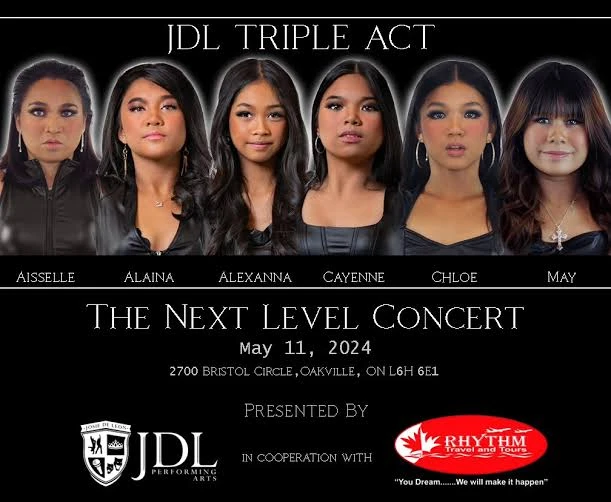 JDL TRIPLE ACT
AISSELLE ALAINA ALEXANNA CAYENNE CHLOE MAY
THE NEXT LEVEL CONCERT
May 11, 2024
2700 BRISTOL CIRCLE,OAKVILLE, ON L6H 6E1
PRESENTED BY
JOSIE DE LEON
JDL
PERFORMING
ARTS
IN COOPERATION WITH
RHYTHM
Travel and Tours
“You Dream.......We will make it happen”